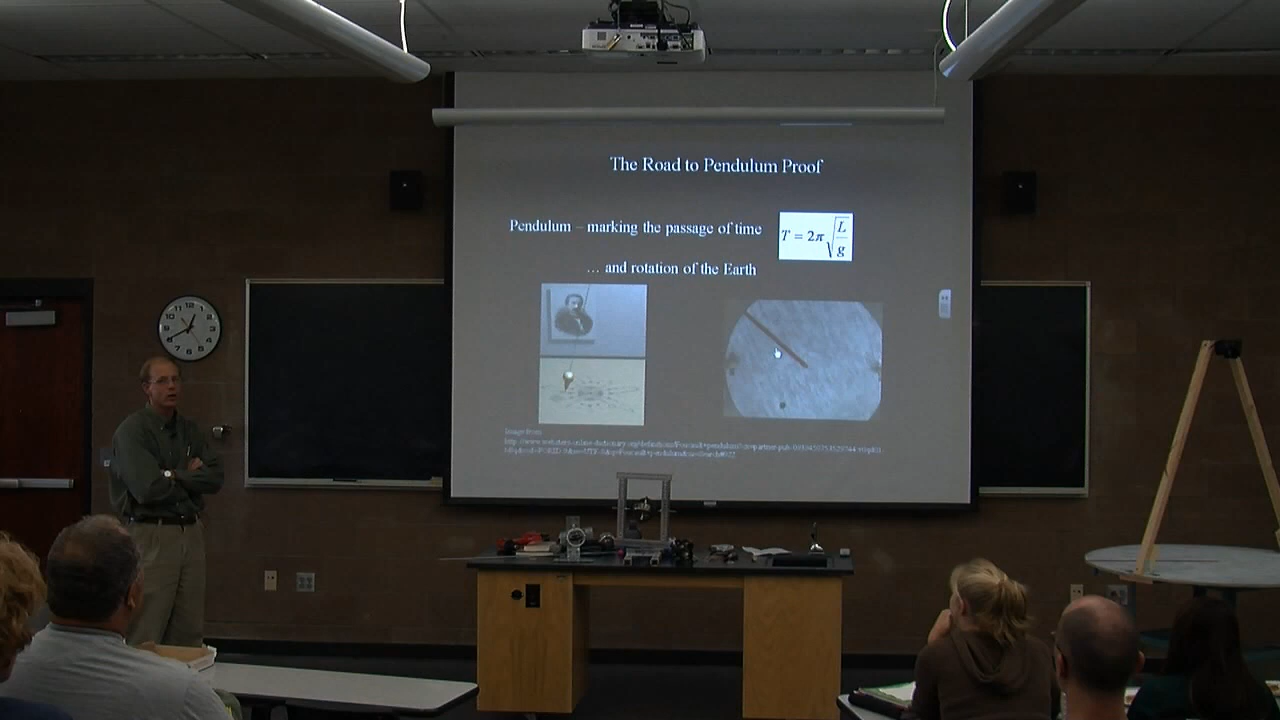 The Road to Pendulum Proof
Pendulum – marking the passage of time
T = 2π√(L/g)
… and rotation of the Earth
Image from